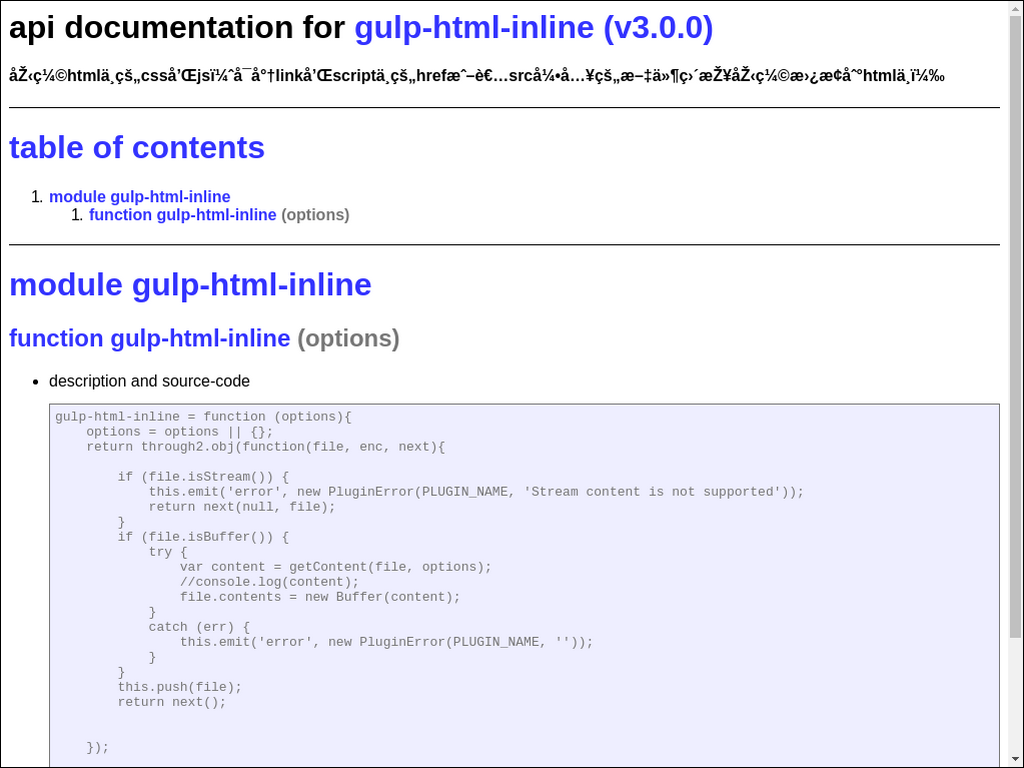 api documentation for gulp-html-inline (v3.0.0)
åŽ‹ç¼©htmlä¸çš„csså’Œjsï¼ˆå¯å°†linkå’Œscriptä¸çš„hrefæˆ–è€…srcå¼•å…¥çš„æ–‡ä»¶ç›´æŽ¥åŽ‹ç¼©æ›¿æ¢åˆ°htmlä¸ï¼‰
table of contents
1. module gulp-html-inline
1. function gulp-html-inline (options)
module gulp-html-inline
function gulp-html-inline (options)
• description and source-code
gulp-html-inline = function (options){
    options = options || {};
    return through2.obj(function(file, enc, next){
        if (file.isStream()) {
            this.emit('error', new PluginError(PLUGIN_NAME, 'Stream content is not supported'));
            return next(null, file);
        }
        if (file.isBuffer()) {
            try {
                var content = getContent(file, options);
                //console.log(content);
                file.contents = new Buffer(content);
            }
            catch (err) {
                this.emit('error', new PluginError(PLUGIN_NAME, ''));
            }
        }
        this.push(file);
        return next();
    });